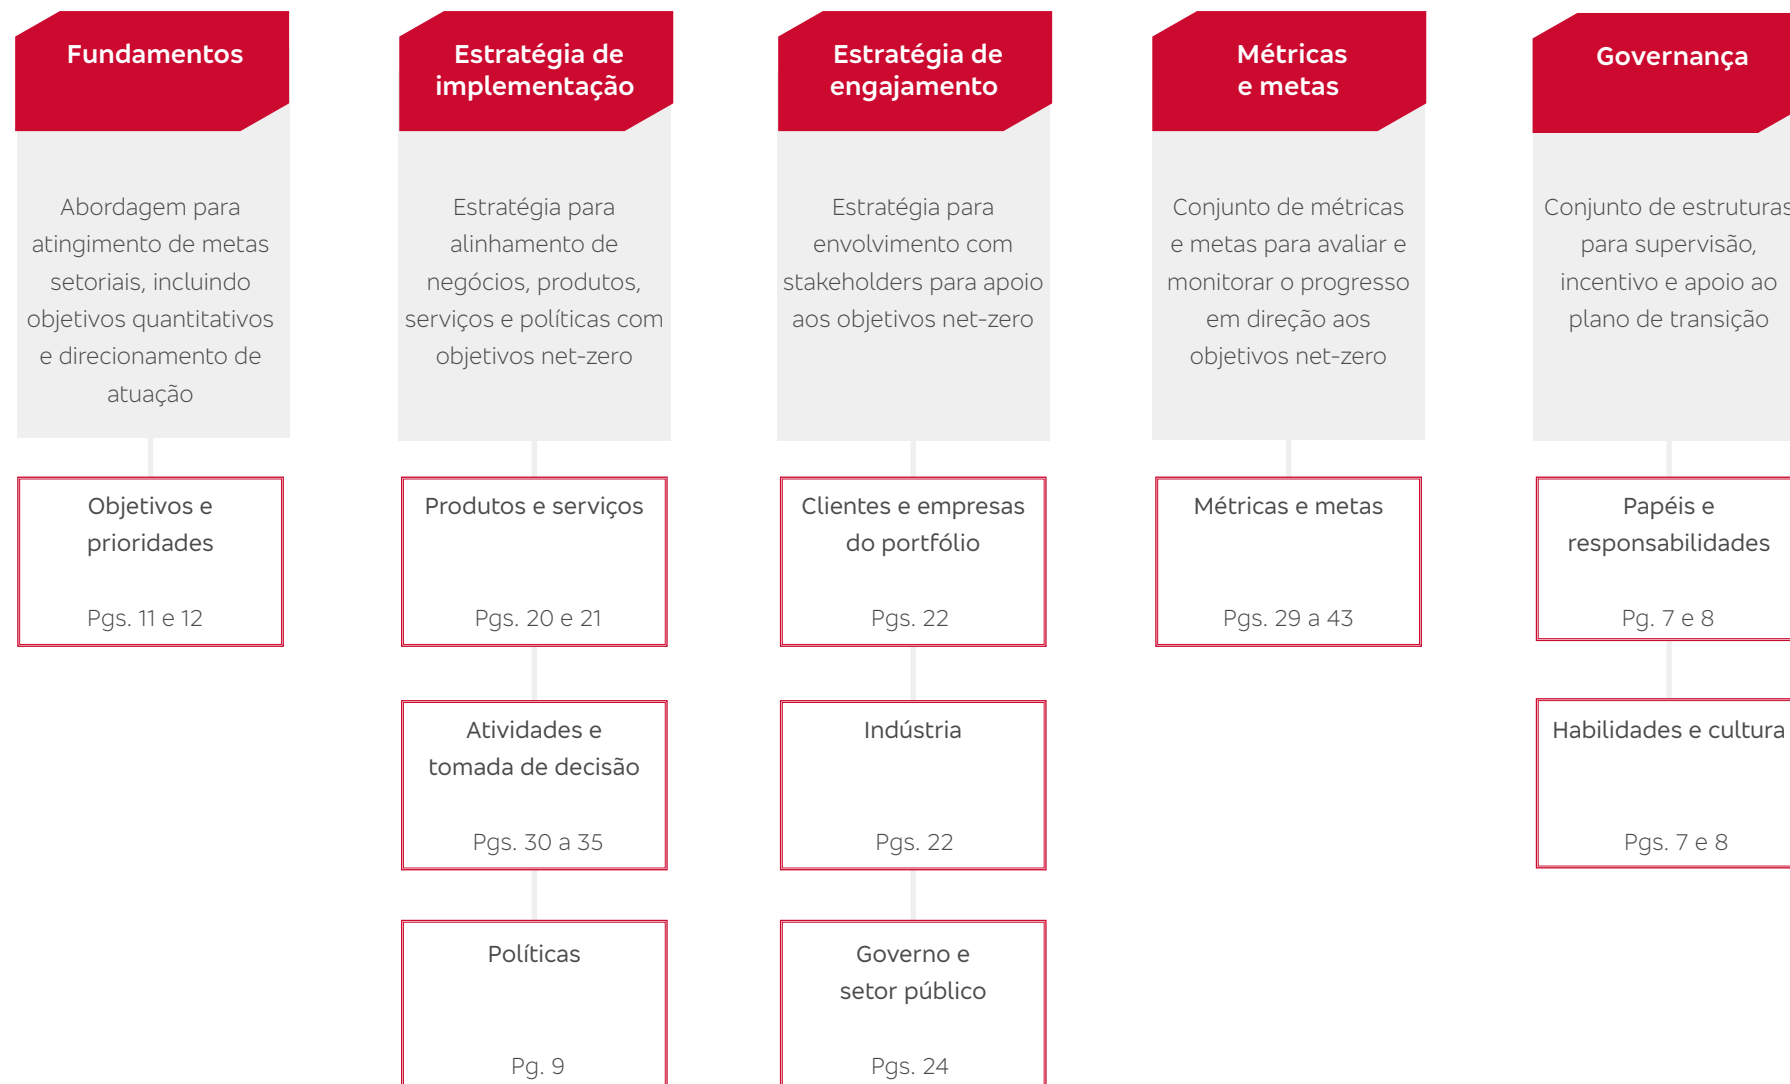 Fundamentos
Abordagem para
atingimento de metas
setoriais, incluindo
objetivos quantitativos
e direcionamento de
atuação
Objetivos e
prioridades
Pgs. 11 e 12
Estratégia de
implementação
Estratégia para
alinhamento de
negócios, produtos,
serviços e políticas com
objetivos net-zero
Produtos e serviços
Pgs. 20 e 21
Atividades e
tomada de decisão
Pgs. 30 a 35
Políticas
Pg. 9
Estratégia de
engajamento
Estratégia para
envolvimento com
stakeholders para apoio
aos objetivos net-zero
Clientes e empresas
do portfólio
Pgs. 22
Indústria
Pgs. 22
Governo e
setor público
Pgs. 24
Métricas
e metas
Conjunto de métricas
e metas para avaliar e
monitorar o progresso
em direção aos
objetivos net-zero
Métricas e metas
Pgs. 29 a 43
Governança
Conjunto de estruturas
para supervisão,
incentivo e apoio ao
plano de transição
Papéis e
responsabilidades
Pg. 7 e 8
Habilidades e cultura
Pgs. 7 e 8